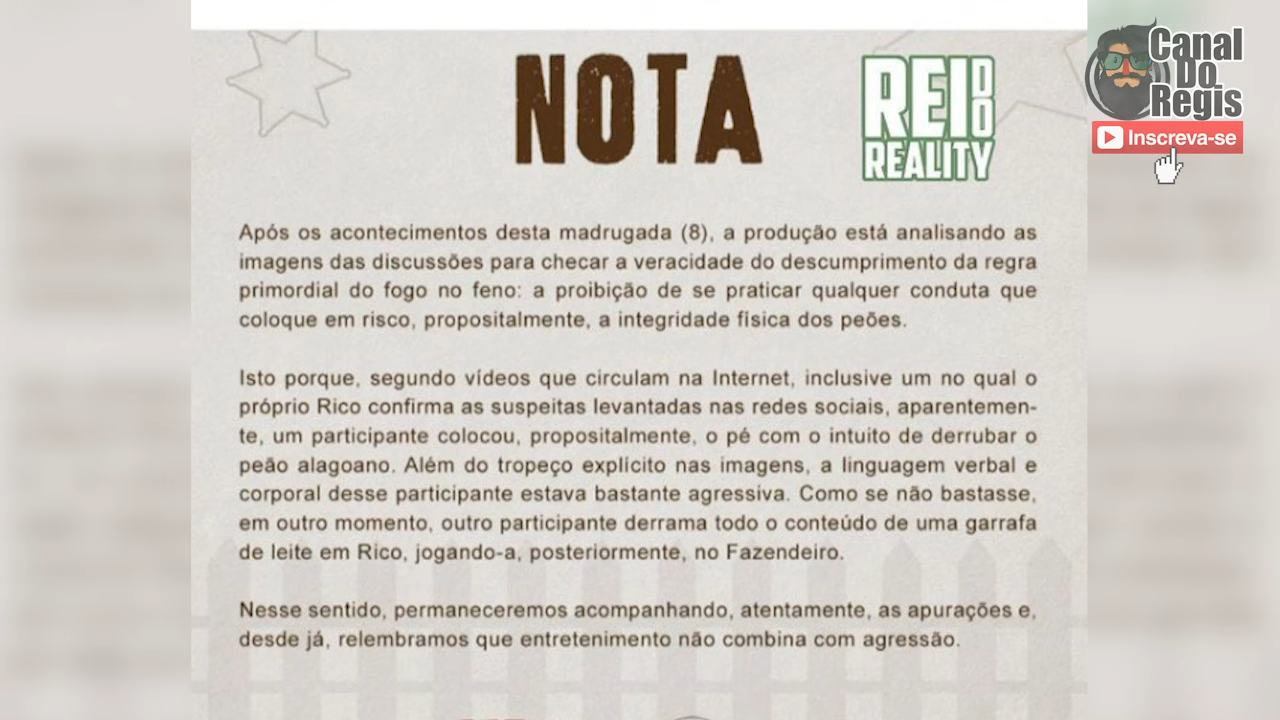 NOTA
REI DO
REALITY
Canal
Do
Regis
Inscreva-se
Após os acontecimentos desta madrugada (8), a produção está analisando as
imagens das discussões para checar a veracidade do descumprimento da regra
primordial do fogo no feno: a proibição de se praticar qualquer conduta que
coloque em risco, propositalmente, a integridade física dos peões.
Isto porque, segundo vídeos que circulam na Internet, inclusive um no qual o
próprio Rico confirma as suspeitas levantadas nas redes sociais, aparentemen-
te, um participante colocou, propositalmente, o pé com o intuito de derrubar o
peão alagoano. Além do tropeço explícito nas imagens, a linguagem verbal e
corporal desse participante estava bastante agressiva. Como se não bastasse,
em outro momento, outro participante derrama todo o conteúdo de uma garrafa
de leite em Rico, jogando-a, posteriormente, no Fazendeiro.
Nesse sentido, permaneceremos acompanhando, atentamente, as apurações e,
desde já, relembramos que entretenimento não combina com agressão.